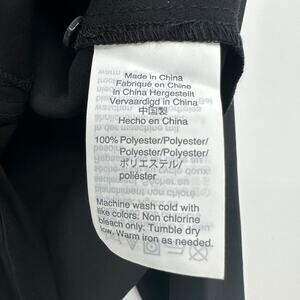 Made in China
Fabriqué en Chine
In China Hergestellt
Vervaardigd in China
中国製
Hecho en China
100% Polyester/Polyester/
Polyester/Polyester/
ポリエステル/
poliéster
Machine wash cold with
like colors. Non chlorine
bleach only. Tumble dry
low. Warm iron as needed.